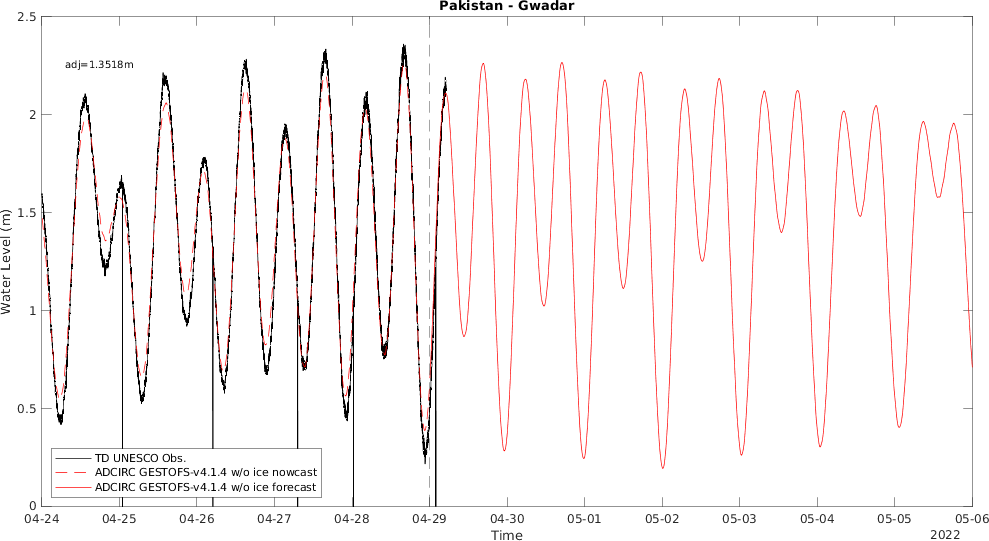 Pakistan - Gwadar
2.5
2
1.5
1
0.5
0
Water Level (m)
adj=1.3518m
TD UNESCO Obs.
ADCIRC GESTOFS-v4.1.4 w/o ice nowcast
ADCIRC GESTOFS-v4.1.4 w/o ice forecast
04-24 04-25 04-26 04-27 04-28 04-29 04-30 05-01 05-02 05-03 05-04 05-05 05-06
Time
2022